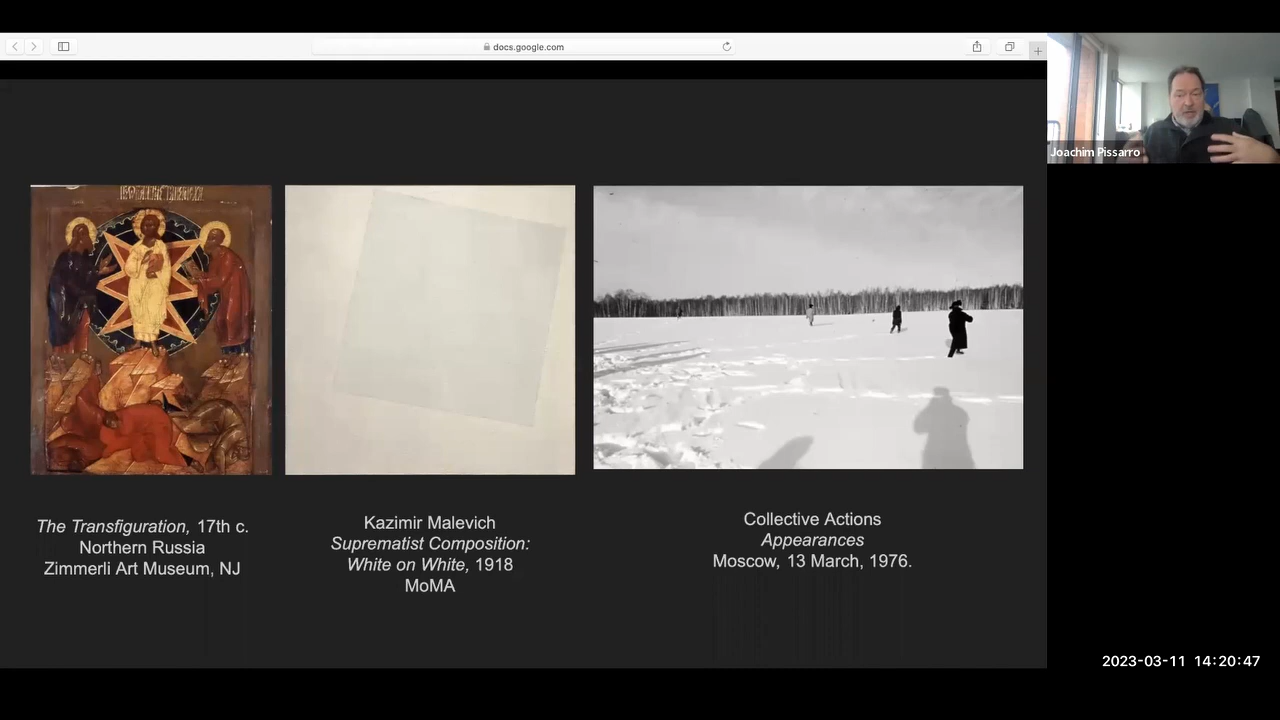 docs.google.com
Joachim Pissarro
The Transfiguration, 17th c.
Northern Russia
Zimmerli Art Museum, NJ
Kazimir Malevich
Suprematist Composition:
White on White, 1918
MoMA
Collective Actions
Appearances
Moscow, 13 March, 1976.
2023-03-11 14:20:47